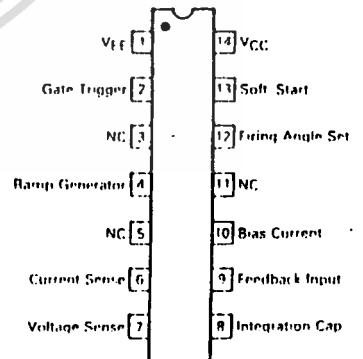 VEE 1 14 VCC
Gate Trigger 2 13 Soft Start
NC 3 12 Firing Angle Set
Ramp Generator 4 11 NC
NC 5 10 Bias Current
Current Sense 6 9 Feedback Input
Voltage Sense 7 8 Integration Cap